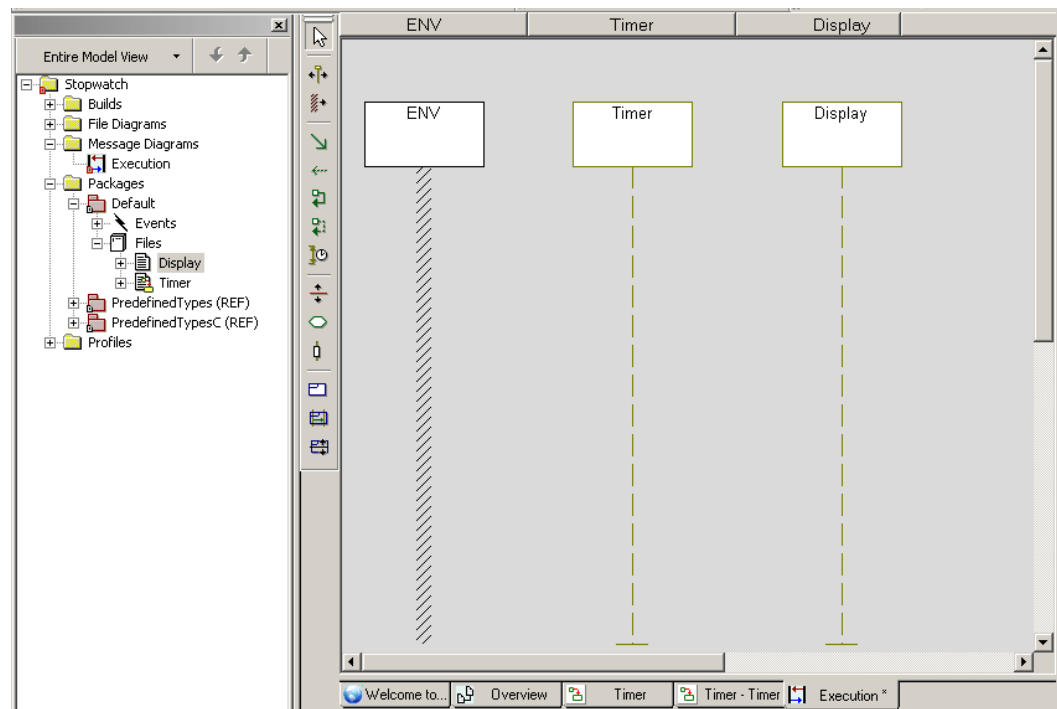 Entire Model View
Stopwatch
Builds
File Diagrams
Message Diagrams
Execution
Packages
Default
Events
Files
Display
Timer
PredefinedTypes (REF)
PredefinedTypesC (REF)
Profiles
ENV Timer Display
ENV Timer Display
Welcome to... Overview Timer Timer - Timer Execution *